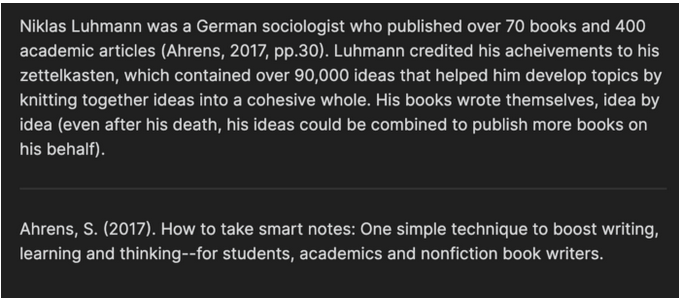 Niklas Luhmann was a German sociologist who published over 70 books and 400
academic articles (Ahrens, 2017, pp.30). Luhmann credited his acheivements to his
zettelkasten, which contained over 90,000 ideas that helped him develop topics by
knitting together ideas into a cohesive whole. His books wrote themselves, idea by
idea (even after his death, his ideas could be combined to publish more books on
his behalf).
Ahrens, S. (2017). How to take smart notes: One simple technique to boost writing,
learning and thinking--for students, academics and nonfiction book writers.